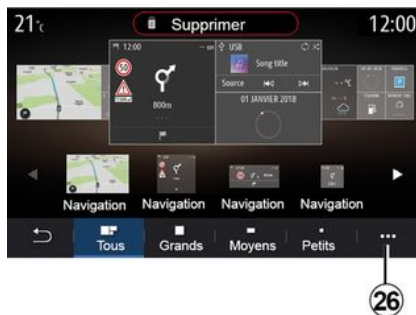 21°c
Supprimer
12:00
12:00
USB
50
Song title
800m
Source
01 JANVIER 2018
--°C
Navigation Navigation Navigation Navigation
Tous Grands Moyens Petits
26